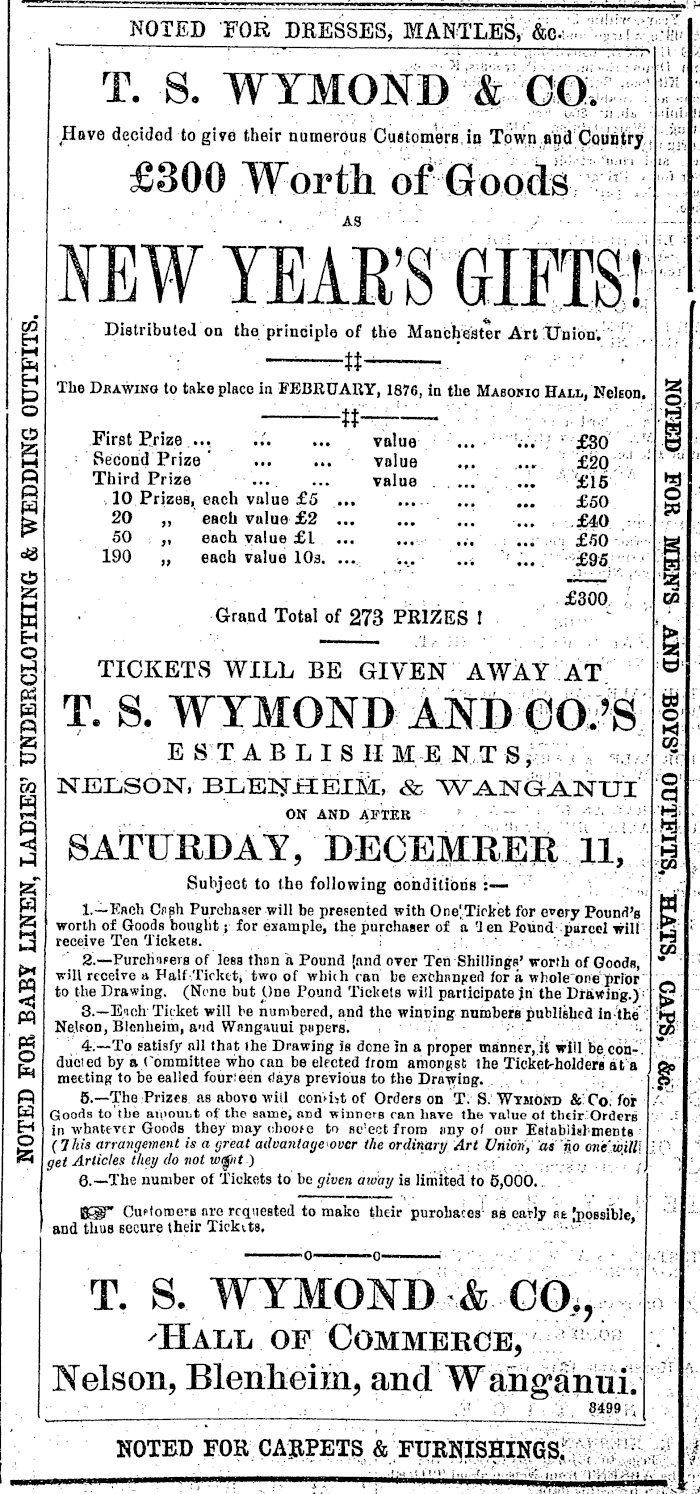 NOTED FOR DRESSES, MANTLES, &c.
T. S. WYMOND & CO.
Have decided to give their numerous Customers in Town and Country
£300 Worth of Goods
AS
NEW YEAR'S GIFTS!
Distributed on the principle of the Manchester Art Union.
‡‡
The DRAWING to take place in FEBRUARY, 1876, in the MASONIC HALL, Nelson.
‡‡
First Prize ... ... ... value ... ... £30
Second Prize ... ... value ... ... £20
Third Prize ... ... value ... ... £15
10 Prizes, each value £5 ... ... ... ... £50
20 „ each value £2 ... ... ... ... £40
50 „ each value £1 ... ... ... ... £50
190 „ each value 10s. ... ... ... ... £95
£300
Grand Total of 273 PRIZES !
TICKETS WILL BE GIVEN AWAY AT
T. S. WYMOND AND CO.'S
ESTABLISHMENTS,
NELSON, BLENHEIM, & WANGANUI
ON AND AFTER
SATURDAY, DECEMRER 11,
Subject to the following conditions :—
1.—Each Cash Purchaser will be presented with One Ticket for every Pound's
worth of Goods bought ; for example, the purchaser of a Ten Pound parcel will
receive Ten Tickets.
2.—Purchasers of less than a Pound and over Ten Shillings' worth of Goods,
will receive a Half-Ticket, two of which can be exchanged for a whole one prior
to the Drawing. (None but One Pound Tickets will participate in the Drawing.)
3.—Each Ticket will be numbered, and the winning numbers published in the
Nelson, Blenheim, and Wanganui papers.
4.—To satisfy all that the Drawing is done in a proper manner, it will be con-
ducted by a Committee who can be elected from amongst the Ticket-holders at a
meeting to be ealled fourteen days previous to the Drawing.
5.—The Prizes as above will consist of Orders on T. S. WYMOND & Co. for
Goods to the amount of the same, and winners can have the value of their Orders
in whatever Goods they may choose to select from any of our Establishments
(This arrangement is a great advantage over the ordinary Art Union, as no one will
get Articles they do not want.)
6.—The number of Tickets to be given away is limited to 5,000.
☞ Customers are requested to make their purchases as early as possible,
and thus secure their Tickets.
T. S. WYMOND & CO.,
HALL OF COMMERCE,
Nelson, Blenheim, and Wanganui.
3499
NOTED FOR CARPETS & FURNISHINGS.
NOTED FOR BABY LINEN, LADIES' UNDERCLOTHING & WEDDING OUTFITS.
NOTED FOR MEN'S AND BOYS' OUTFITS, HATS, CAPS, &c.